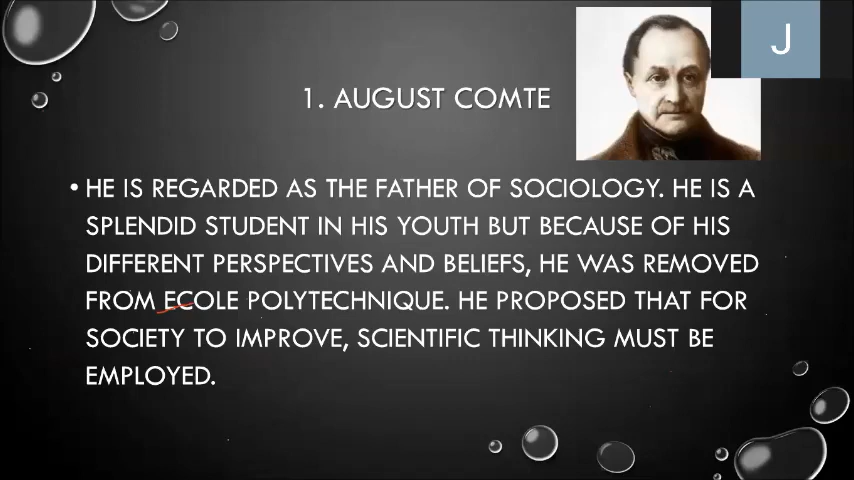 J
1. AUGUST COMTE
• HE IS REGARDED AS THE FATHER OF SOCIOLOGY. HE IS A
SPLENDID STUDENT IN HIS YOUTH BUT BECAUSE OF HIS
DIFFERENT PERSPECTIVES AND BELIEFS, HE WAS REMOVED
FROM ECOLE POLYTECHNIQUE. HE PROPOSED THAT FOR
SOCIETY TO IMPROVE, SCIENTIFIC THINKING MUST BE
EMPLOYED.